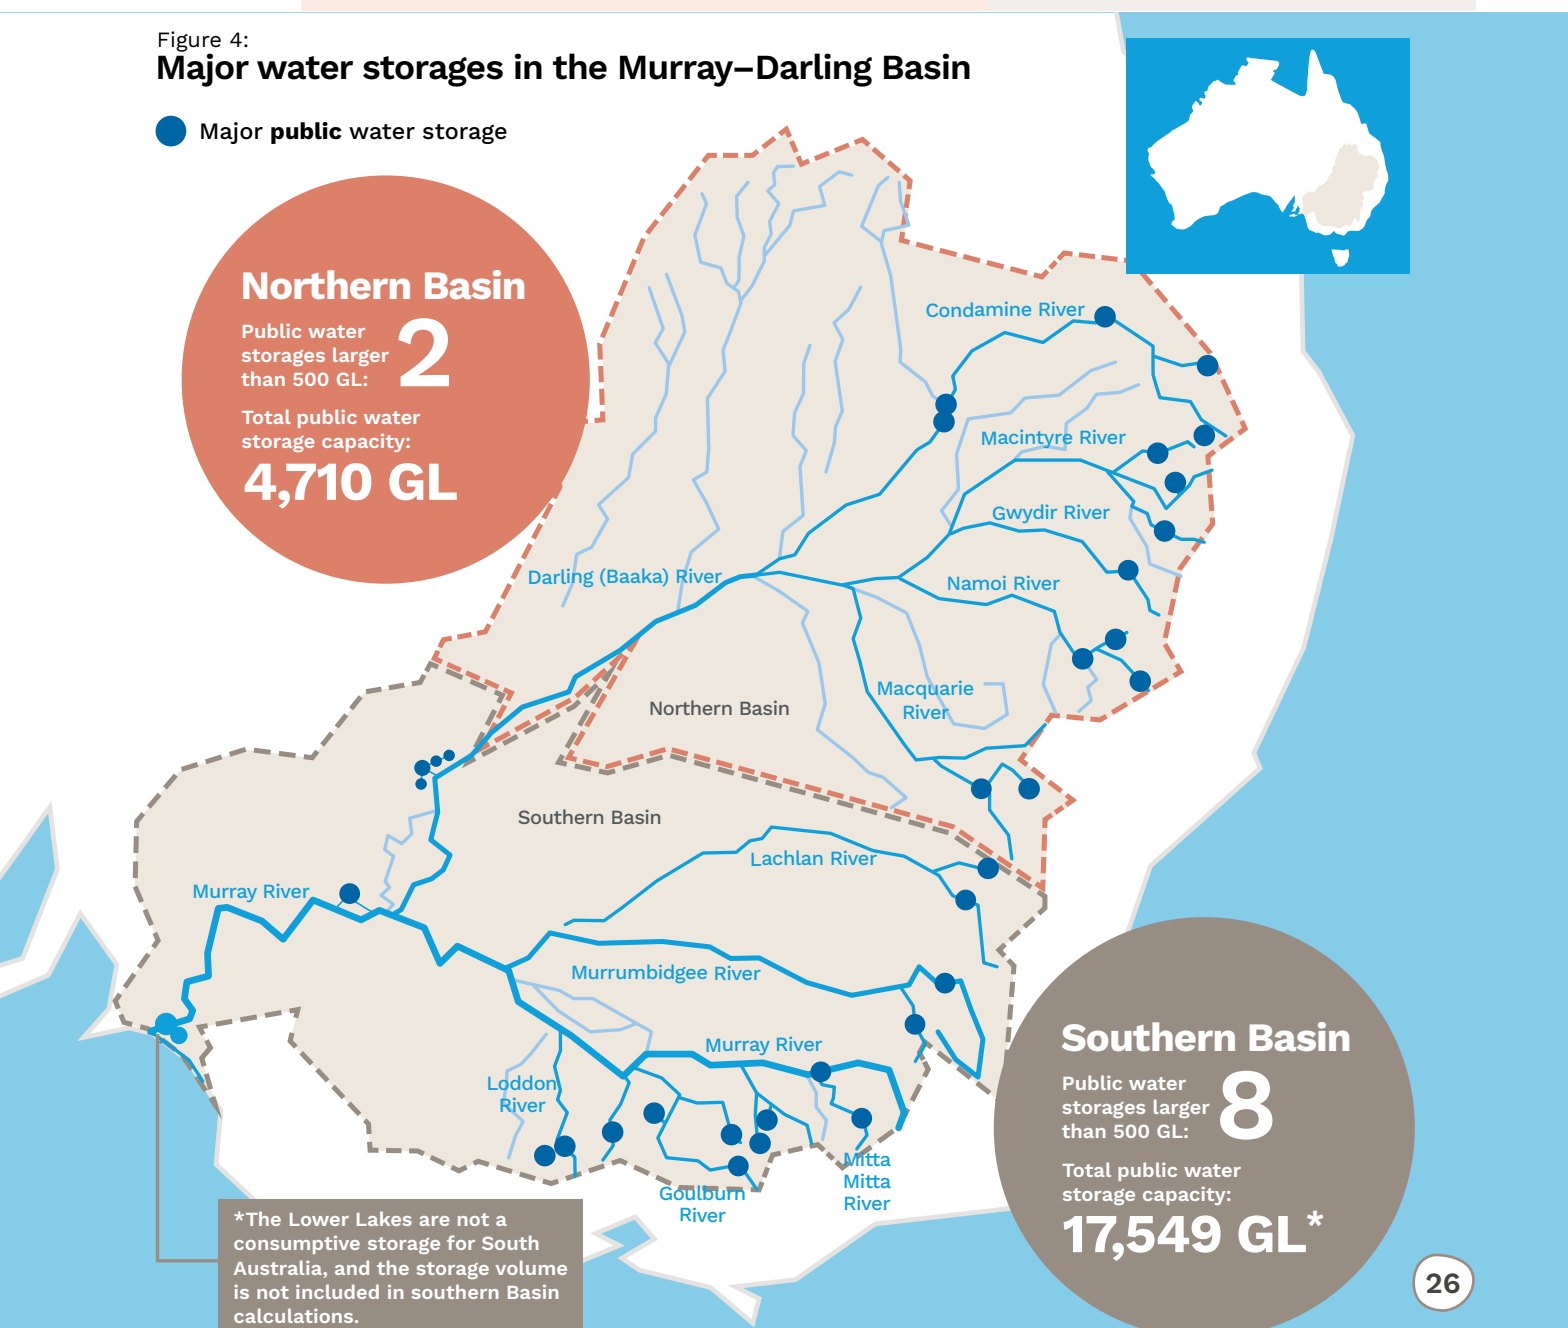 Figure 4:
Major water storages in the Murray–Darling Basin
Major public water storage
Northern Basin
Public water
storages larger
than 500 GL:
2
Total public water
storage capacity:
4,710 GL
Condamine River
Macintyre River
Gwydir River
Darling (Baaka) River
Namoi River
Macquarie
River
Northern Basin
Southern Basin
Lachlan River
Murray River
Murrumbidgee River
Murray River
Loddon
River
Goulburn
River
Mitta
Mitta
River
Southern Basin
Public water
storages larger
than 500 GL:
8
Total public water
storage capacity:
17,549 GL*
*The Lower Lakes are not a
consumptive storage for South
Australia, and the storage volume
is not included in southern Basin
calculations.
26